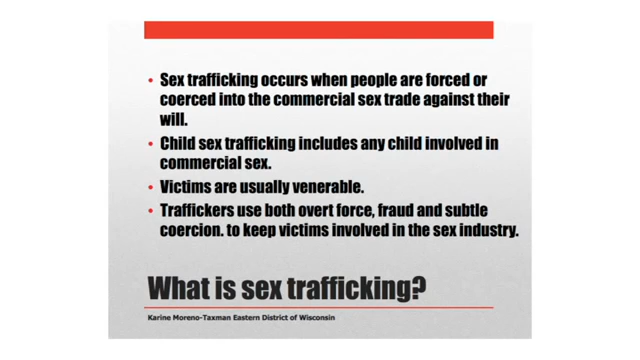 • Sex trafficking occurs when people are forced or
coerced into the commercial sex trade against their
will.
• Child sex trafficking includes any child involved in
commercial sex.
• Victims are usually venerable.
• Traffickers use both overt force, fraud and subtle
coercion. to keep victims involved in the sex industry.
What is sex trafficking?
Karine Moreno-Taxman Eastern District of Wisconsin